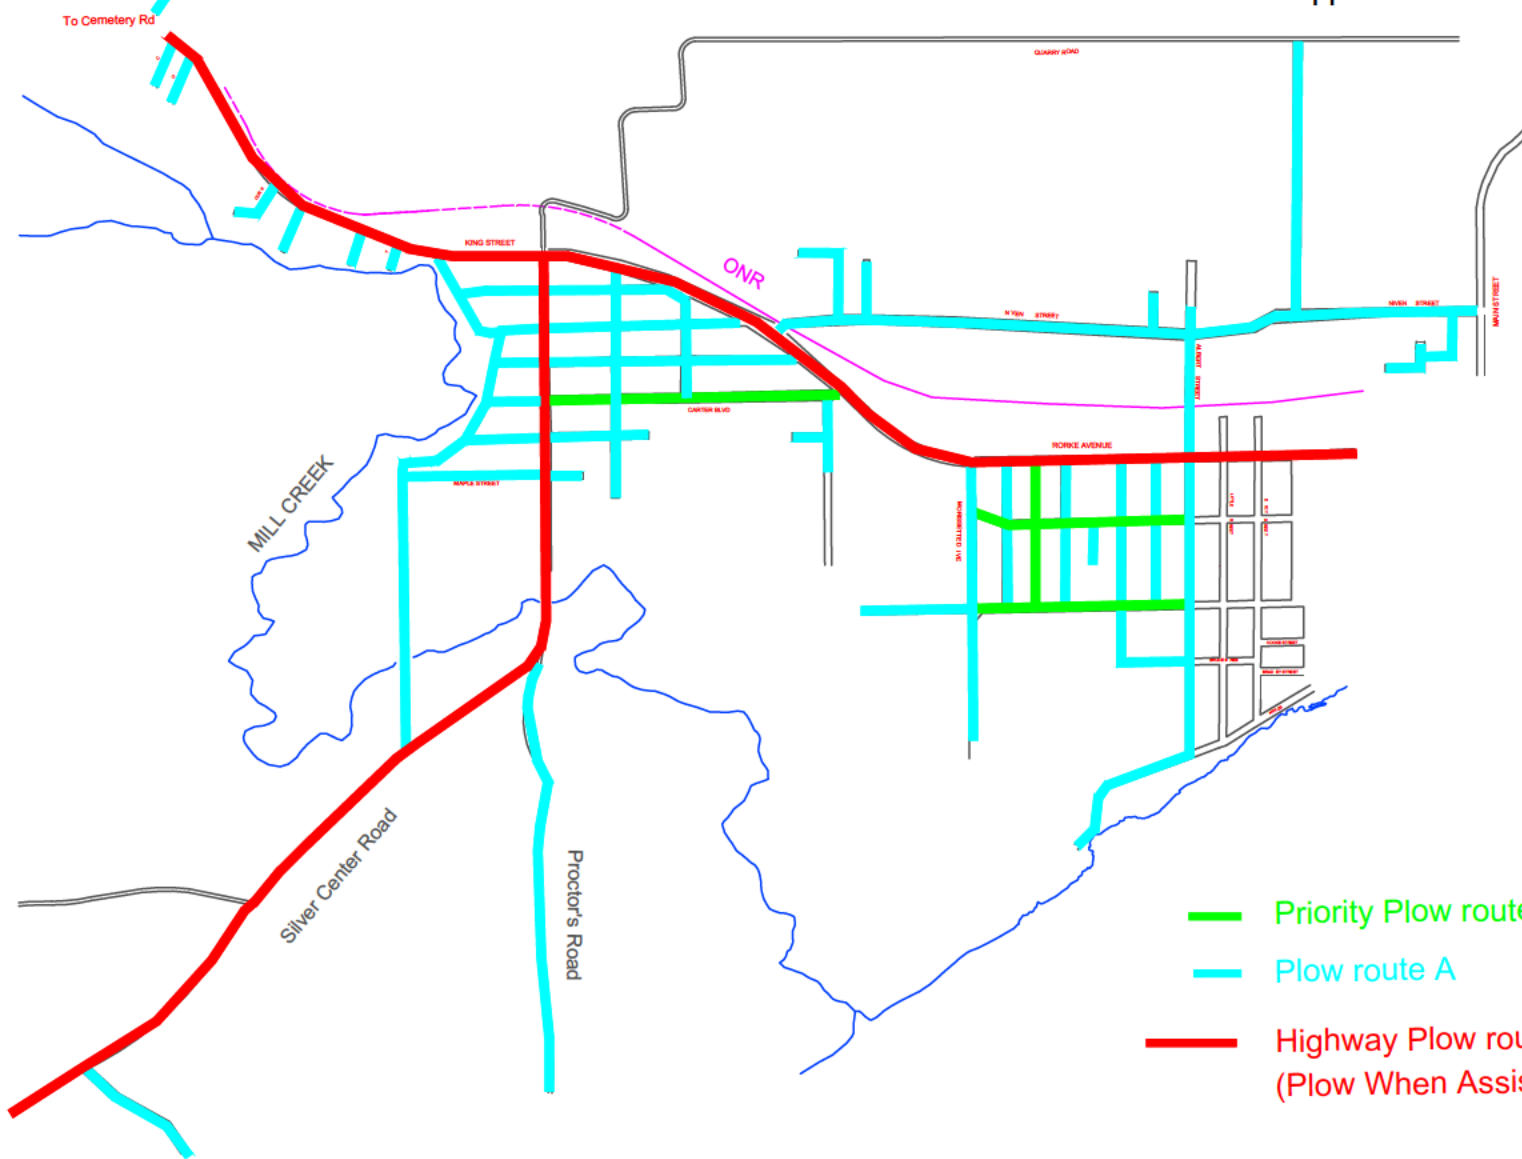 To Cemetery Rd
QUARRY ROAD
KING STREET
ONR
NIVEN STREET
NIVEN STREET
MAIN STREET
ALBERT STREET
CARTER BLVD
RORKE AVENUE
MAPLE STREET
MILL CREEK
Silver Center Road
Proctor's Road
Priority Plow route
Plow route A
Highway Plow rou
(Plow When Assis